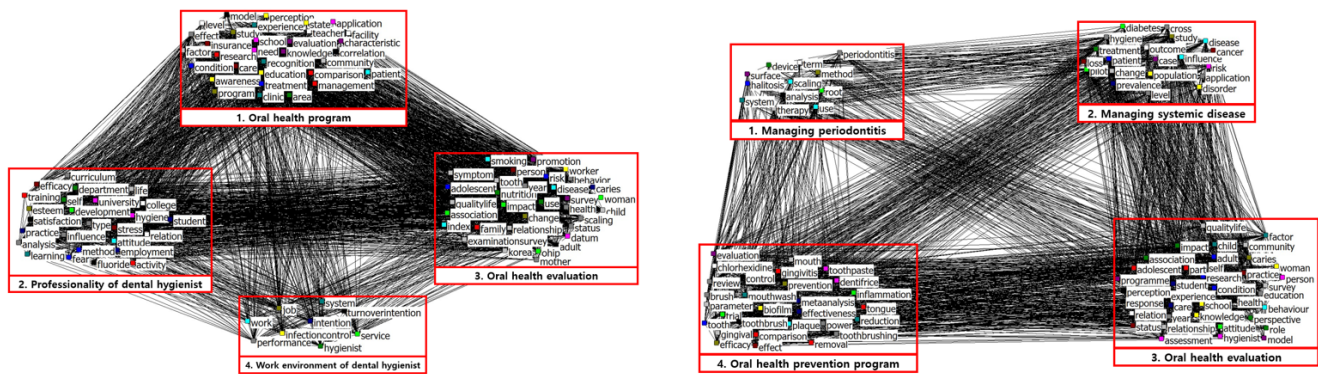 model
perception
level
experience
state
application
effect
study
teacher
facility
insurance
school
evaluation
characteristic
factor
need
knowledge
correlation
research
recognition
community
condition
care
education
comparison
patient
awareness
treatment
management
program
clinic
area
1. Oral health program
curriculum
efficacy
department
life
training
self
university
college
esteem
development
hygiene
satisfaction
type
stress
student
practice
influence
attitude
relation
analysis
method
employment
learning
fear
fluoride
activity
2. Professionality of dental hygienist
smoking
promotion
symptom
person
worker
tooth
risk
behavior
adolescent
year
disease
caries
nutrition
survey
woman
qualitylife
impact
use
health
child
association
change
scaling
index
family
relationship
status
examinationsurvey
datum
adult
korea
ohip
mother
3. Oral health evaluation
system
job
turnoverintention
work
intention
infectioncontrol
service
performance
hygienist
4. Work environment of dental hygienist
periodontitis
device
term
surface
method
halitosis
scaling
root
system
analysis
therapy
use
1. Managing periodontitis
diabetes
cross
hygiene
study
treatment
outcome
disease
loss
patient
case
influence
cancer
pilot
change
population
risk
application
prevalence
disorder
level
2. Managing systemic disease
qualitylife
factor
impact
child
community
association
adult
caries
adolescent
part
self
practice
woman
programme
research
person
perception
student
condition
survey
experience
education
response
care
school
health
behaviour
relation
year
knowledge
perspective
status
relationship
attitude
role
assessment
hygienist
model
3. Oral health evaluation
evaluation
mouth
chlorhexidine
gingivitis
toothpaste
review
control
prevention
dentifrice
brush
mouthwash
metaanalysis
inflammation
parameter
biofilm
effectiveness
tongue
trial
reduction
tooth
toothbrush
plaque
power
gingival
comparison
toothbrushing
efficacy
effect
removal
4. Oral health prevention program